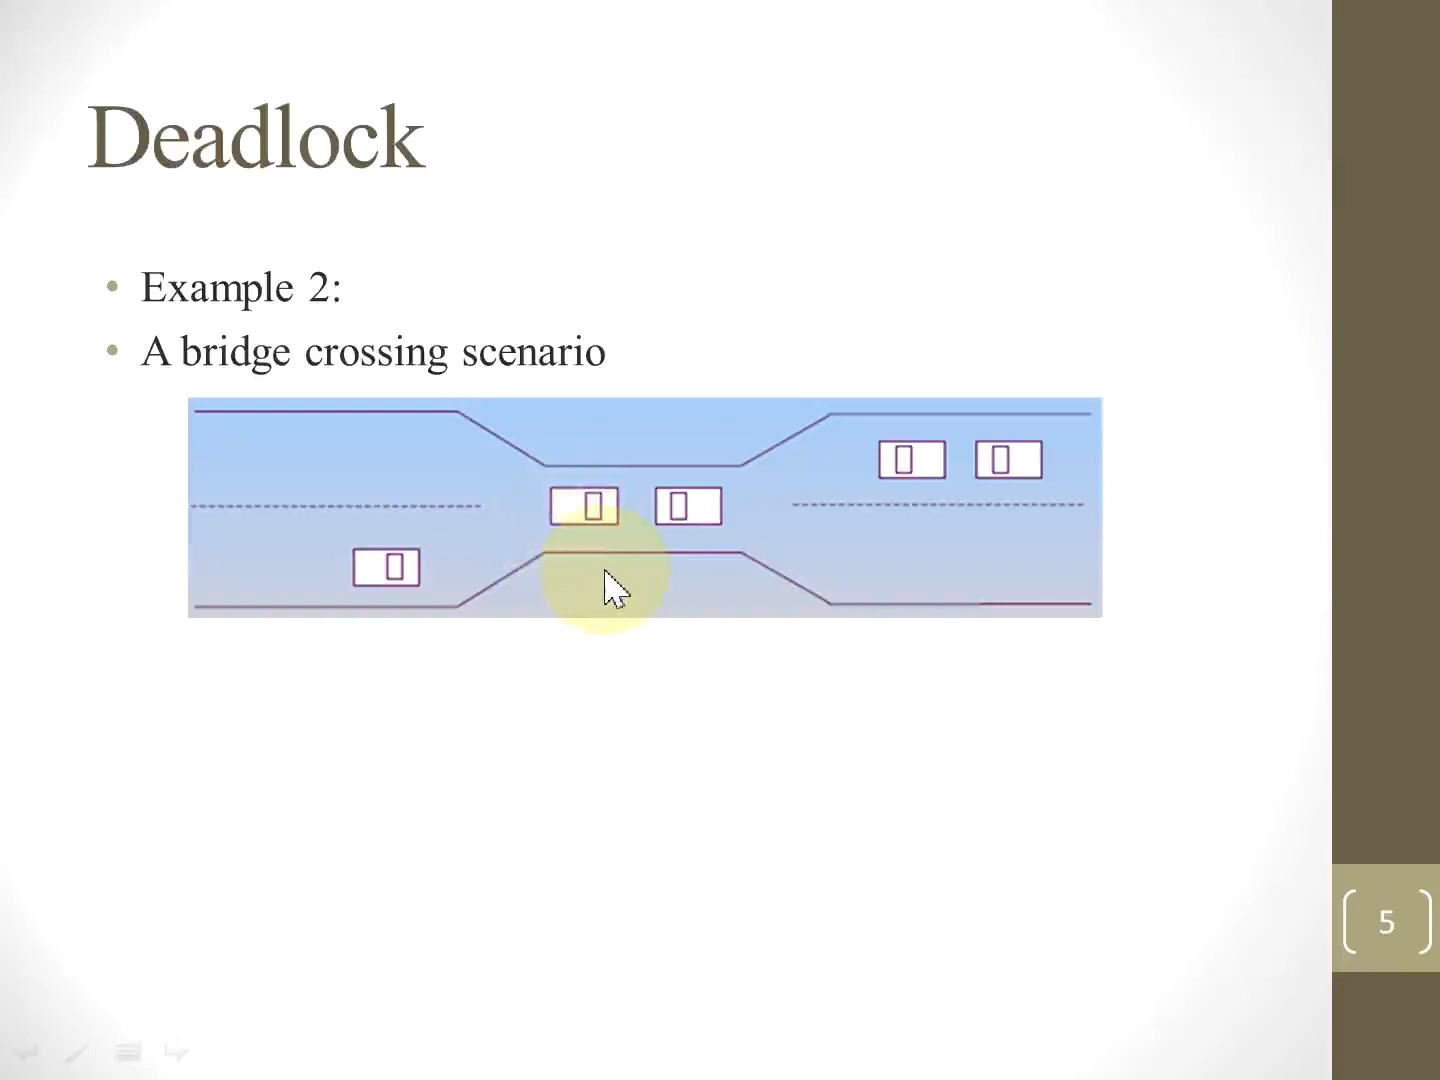 Deadlock
• Example 2:
• A bridge crossing scenario
5